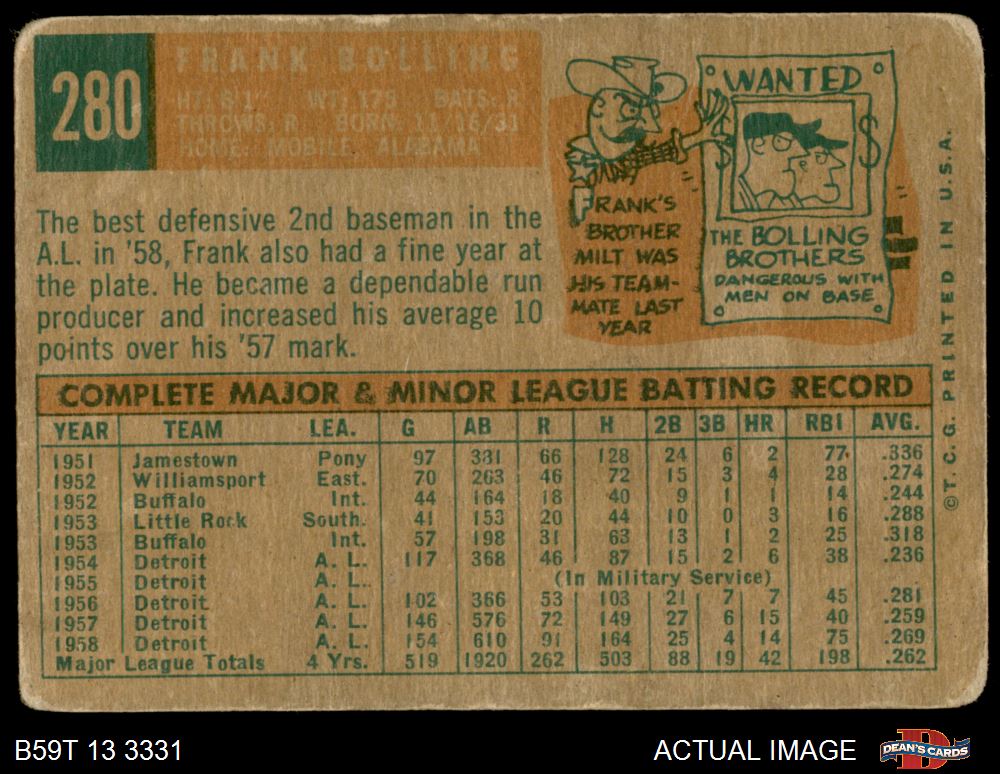 280
FRANK BOLLING
HT: 6'1" WT: 175 BATS: R
THROWS: R BORN: 11/16/31
HOME: MOBILE, ALABAMA
The best defensive 2nd baseman in the
A.L. in '58, Frank also had a fine year at
the plate. He became a dependable run
producer and increased his average 10
points over his '57 mark.
FRANK'S
BROTHER
MILT WAS
HIS TEAM-
MATE LAST
YEAR
WANTED
$ $
THE BOLLING
BROTHERS
DANGEROUS WITH
MEN ON BASE
COMPLETE MAJOR & MINOR LEAGUE BATTING RECORD
YEAR TEAM LEA. G AB R H 2B 3B HR RBI AVG.
1951 Jamestown Pony 97 381 66 128 24 6 2 77 .336
1952 Williamsport East. 70 263 46 72 15 3 4 28 .274
1952 Buffalo Int. 44 164 18 40 9 1 1 14 .244
1953 Little Rock South. 41 153 20 44 10 0 3 16 .288
1953 Buffalo Int. 57 198 31 63 13 1 2 25 .318
1954 Detroit A. L. 117 368 46 87 15 2 6 38 .236
1955 Detroit A. L. (In Military Service)
1956 Detroit A. L. 102 366 53 103 21 7 7 45 .281
1957 Detroit A. L. 146 576 72 149 27 6 15 40 .259
1958 Detroit A. L. 154 610 91 164 25 4 14 75 .269
Major League Totals 4 Yrs. 519 1920 262 503 88 19 42 198 .262
© T. C. G. PRINTED IN U.S.A.
B59T 13 3331
ACTUAL IMAGE
DEAN'S CARDS